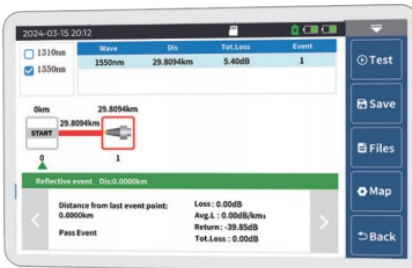 2024-03-15 20:12
1310nm
1550nm
Wave Dis Tot.Loss Event
1550nm 29.8094km 5.40dB 1
0km 29.8094km
29.8094km
START
0 1
Reflective event Dis:0.0000km
Distance from last event point:
0.0000km
Pass Event
Loss: 0.00dB
Avg.L : 0.00dB/km
Return: -39.85dB
Tot.Loss : 0.00dB
Test
Save
Files
Map
Back